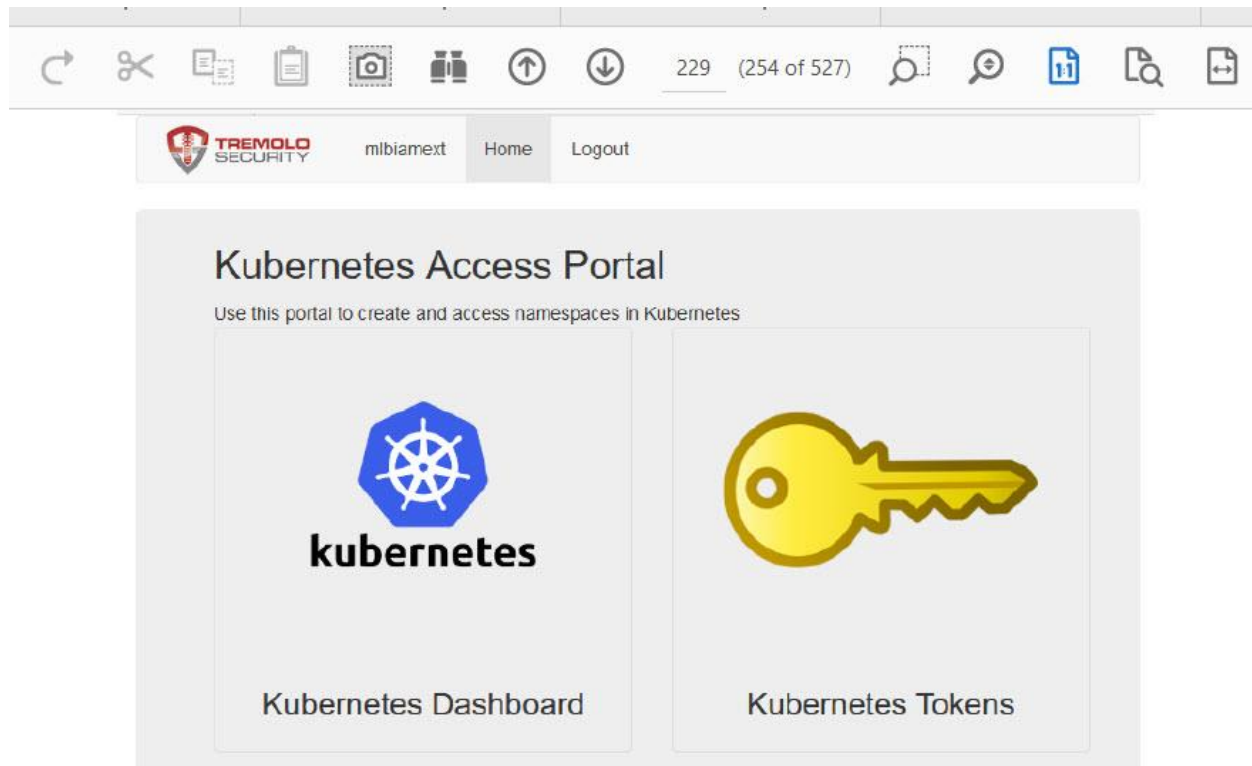 229 (254 of 527)
TREMOLO
SECURITY
mlbiamext Home Logout
Kubernetes Access Portal
Use this portal to create and access namespaces in Kubernetes
kubernetes
Kubernetes Dashboard Kubernetes Tokens